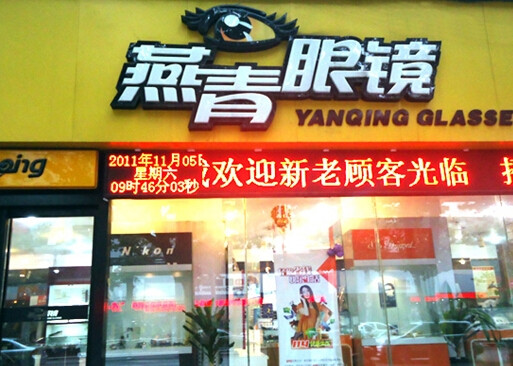 燕青眼镜
YANQING GLASSE
qing
2011年11月05日
星期六
09时46分03秒
诚欢迎新老顾客光临
Nikon